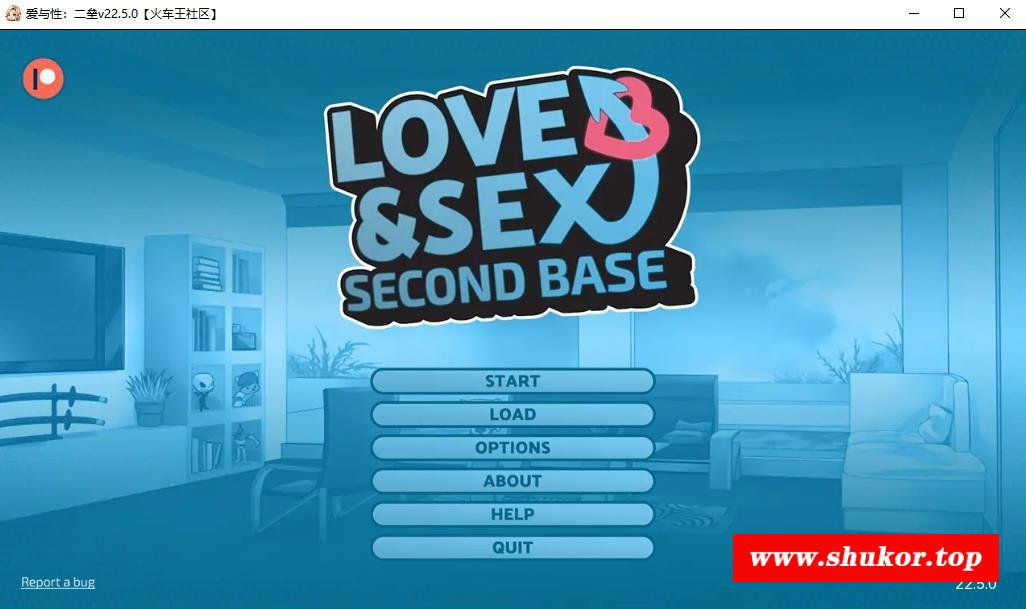 爱与性：二垒v22.5.0【火车王社区】
LOVE
&SEX
SECOND BASE
START
LOAD
OPTIONS
ABOUT
HELP
QUIT
www.shukor.top
Report a bug
22.5.0